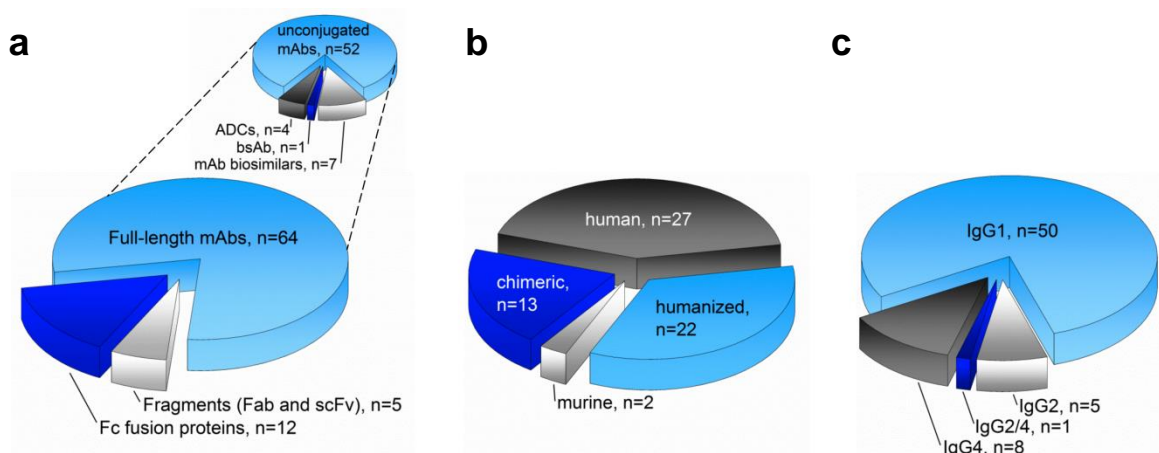 a
unconjugated
mAbs, n=52
ADCs, n=4
bsAb, n=1
mAb biosimilars, n=7
Full-length mAbs, n=64
Fragments (Fab and scFv), n=5
Fc fusion proteins, n=12
b
human, n=27
chimeric,
n=13
humanized,
n=22
murine, n=2
c
IgG1, n=50
IgG2, n=5
IgG2/4, n=1
IgG4, n=8